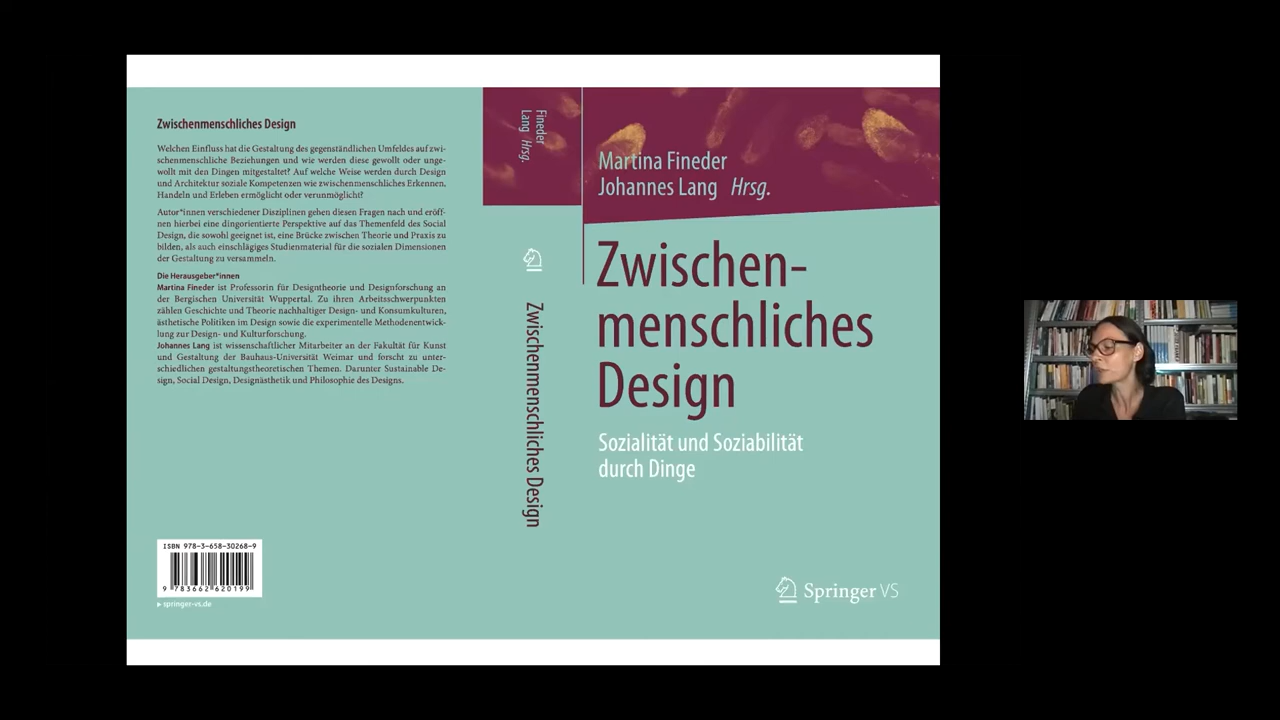 Zwischenmenschliches Design
Welchen Einfluss hat die Gestaltung des gegenständlichen Umfeldes auf zwi-
schenmenschliche Beziehungen und wie werden diese gewollt oder unge-
wollt mit den Dingen mitgestaltet? Auf welche Weise werden durch Design
und Architektur soziale Kompetenzen wie zwischenmenschliches Erkennen,
Handeln und Erleben ermöglicht oder verunmöglicht?
Autor*innen verschiedener Disziplinen gehen diesen Fragen nach und eröff-
nen hierbei eine dingorientierte Perspektive auf das Themenfeld des Social
Design, die sowohl geeignet ist, eine Brücke zwischen Theorie und Praxis zu
bilden, als auch einschlägiges Studienmaterial für die sozialen Dimensionen
der Gestaltung zu versammeln.
Die Herausgeber*innen
Martina Fineder ist Professorin für Designtheorie und Designforschung an
der Bergischen Universität Wuppertal. Zu ihren Arbeitsschwerpunkten
zählen Geschichte und Theorie nachhaltiger Design- und Konsumkulturen,
ästhetische Politiken im Design sowie die experimentelle Methodenentwick-
lung zur Design- und Kulturforschung.
Johannes Lang ist wissenschaftlicher Mitarbeiter an der Fakultät für Kunst
und Gestaltung der Bauhaus-Universität Weimar und forscht zu unter-
schiedlichen gestaltungstheoretischen Themen. Darunter Sustainable De-
sign, Social Design, Designästhetik und Philosophie des Designs.
ISBN 978-3-658-30268-9
9 783662 620199
springer-vs.de
Fineder
Lang Hrsg.
Zwischenmenschliches Design
Martina Fineder
Johannes Lang Hrsg.
Zwischen-
menschliches
Design
Sozialität und Soziabilität
durch Dinge
Springer VS